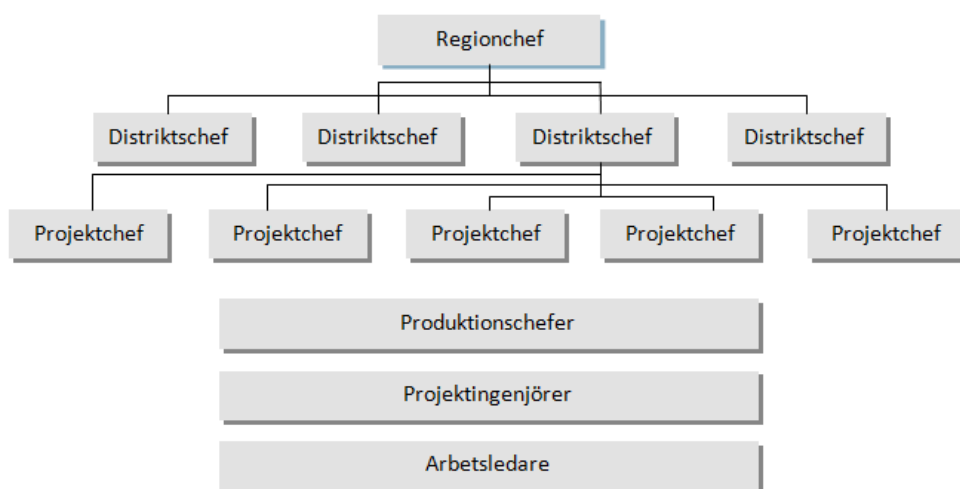 Regionchef
Distriktschef Distriktschef Distriktschef Distriktschef
Projektchef Projektchef Projektchef Projektchef Projektchef
Produktionschefer
Projektingenjörer
Arbetsledare